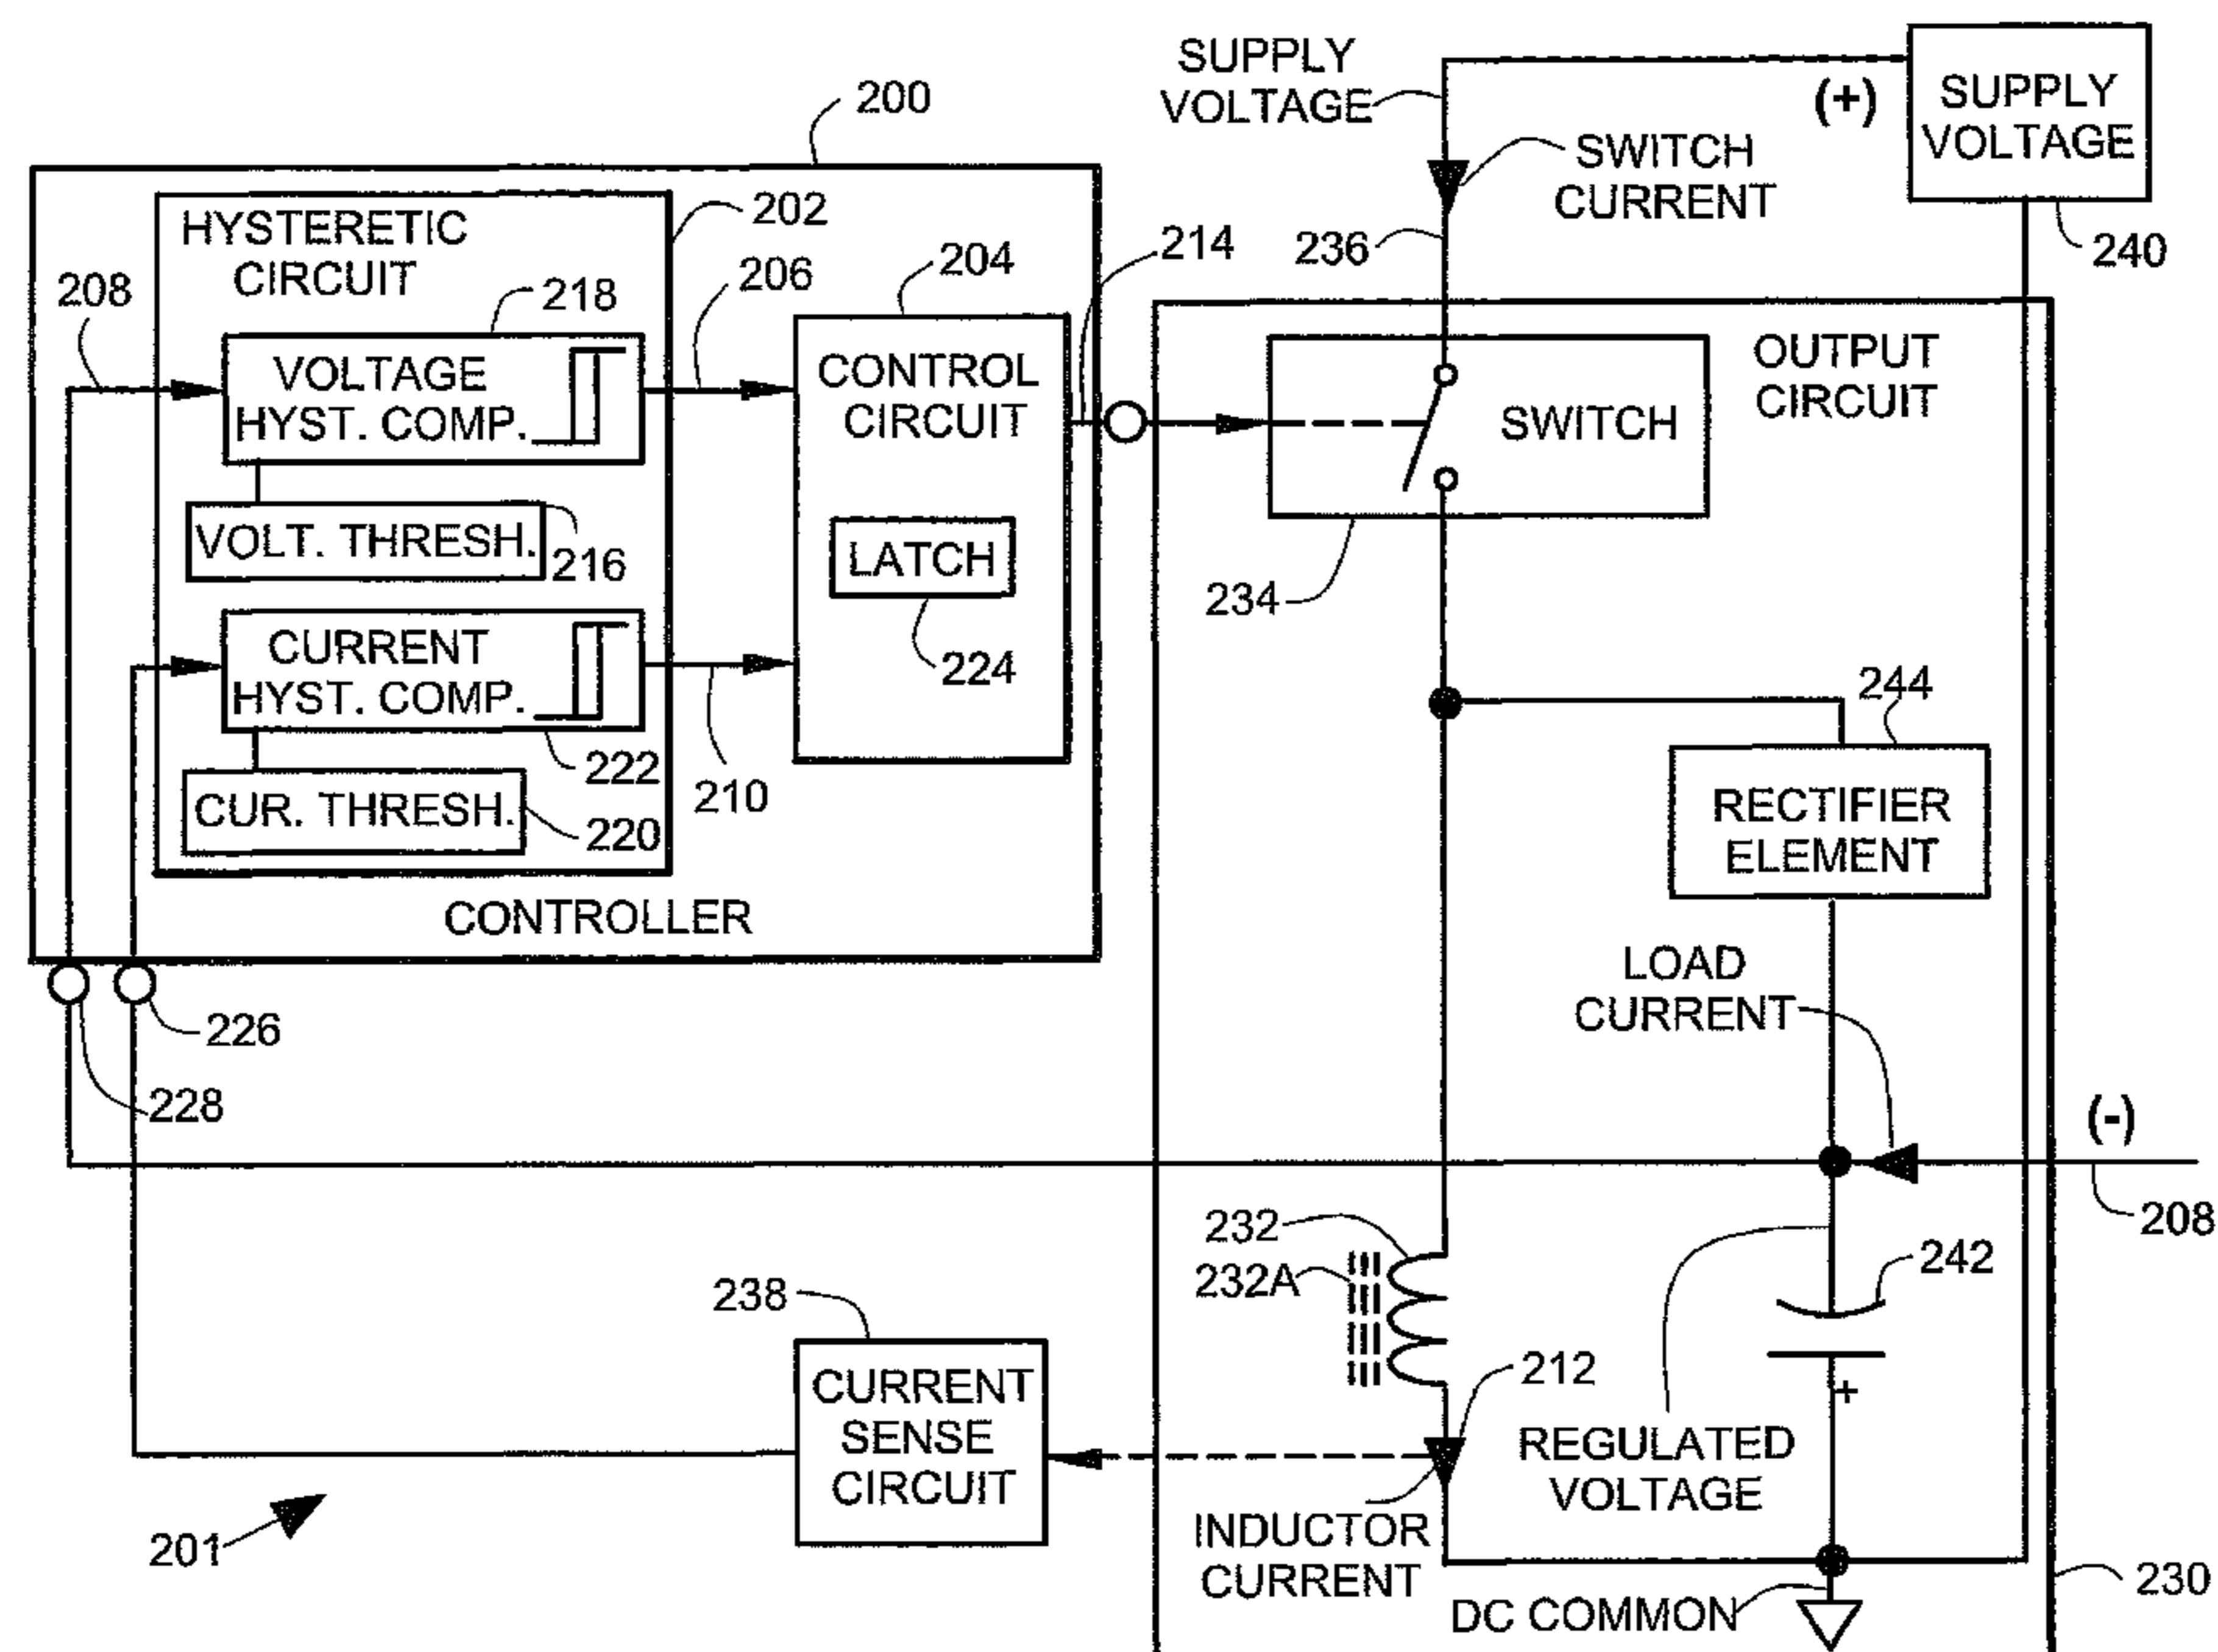 SUPPLY
VOLTAGE
(+)
SUPPLY
VOLTAGE
200
SWITCH
CURRENT
HYSTERETIC
CIRCUIT
202
214
236
240
208
218
206
204
VOLTAGE
HYST. COMP.
CONTROL
CIRCUIT
OUTPUT
CIRCUIT
SWITCH
VOLT. THRESH.
216
LATCH
234
CURRENT
HYST. COMP.
224
244
222
210
CUR. THRESH.
220
RECTIFIER
ELEMENT
CONTROLLER
LOAD
CURRENT
226
228
(-)
208
232
232A
242
238
212
CURRENT
SENSE
CIRCUIT
+
REGULATED
VOLTAGE
201
INDUCTOR
CURRENT
230
DC COMMON